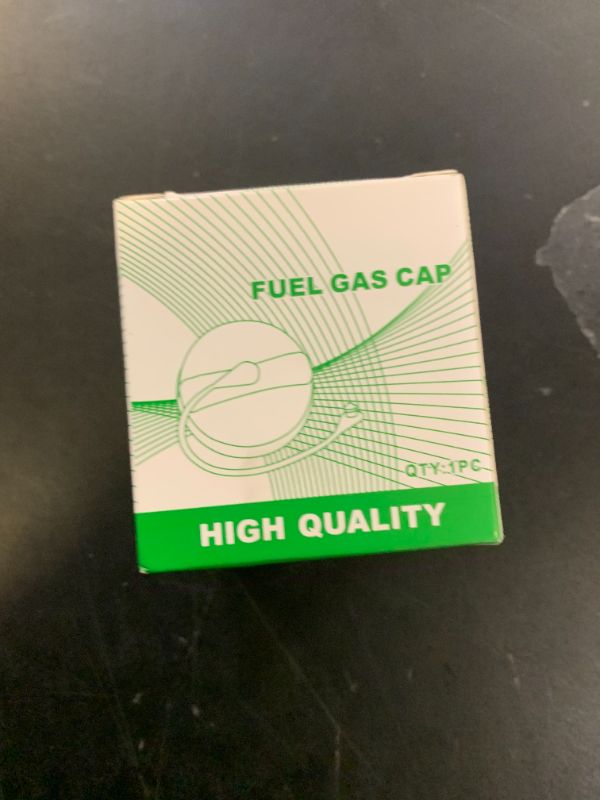 FUEL GAS CAP
QTY:1PC
HIGH QUALITY